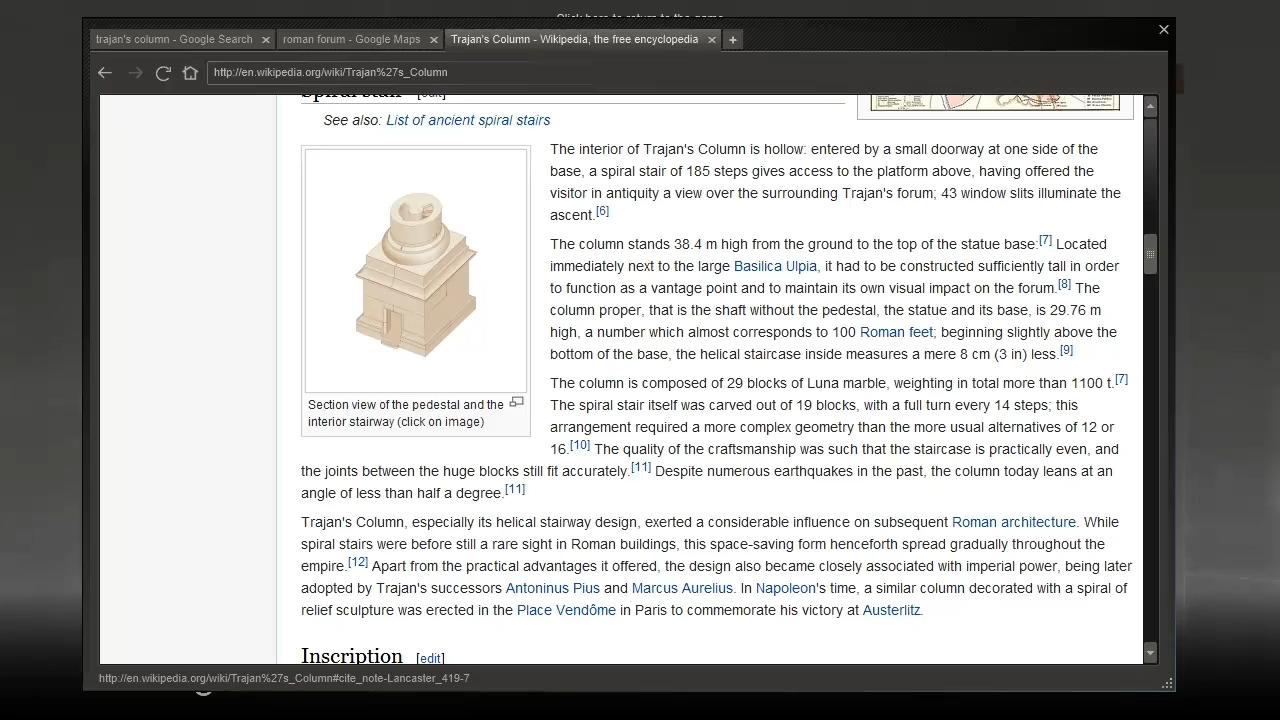 Click here to return to the game
trajan's column - Google Search
roman forum - Google Maps
Trajan's Column - Wikipedia, the free encyclopedia
http://en.wikipedia.org/wiki/Trajan%27s_Column
Spiral stair [edit]
See also: List of ancient spiral stairs
The interior of Trajan's Column is hollow: entered by a small doorway at one side of the
base, a spiral stair of 185 steps gives access to the platform above, having offered the
visitor in antiquity a view over the surrounding Trajan's forum; 43 window slits illuminate the
ascent.[6]
The column stands 38.4 m high from the ground to the top of the statue base:[7] Located
immediately next to the large Basilica Ulpia, it had to be constructed sufficiently tall in order
to function as a vantage point and to maintain its own visual impact on the forum.[8] The
column proper, that is the shaft without the pedestal, the statue and its base, is 29.76 m
high, a number which almost corresponds to 100 Roman feet; beginning slightly above the
bottom of the base, the helical staircase inside measures a mere 8 cm (3 in) less.[9]
Section view of the pedestal and the
interior stairway (click on image)
The column is composed of 29 blocks of Luna marble, weighting in total more than 1100 t.[7]
The spiral stair itself was carved out of 19 blocks, with a full turn every 14 steps; this
arrangement required a more complex geometry than the more usual alternatives of 12 or
16.[10] The quality of the craftsmanship was such that the staircase is practically even, and
the joints between the huge blocks still fit accurately.[11] Despite numerous earthquakes in the past, the column today leans at an
angle of less than half a degree.[11]
Trajan's Column, especially its helical stairway design, exerted a considerable influence on subsequent Roman architecture. While
spiral stairs were before still a rare sight in Roman buildings, this space-saving form henceforth spread gradually throughout the
empire.[12] Apart from the practical advantages it offered, the design also became closely associated with imperial power, being later
adopted by Trajan's successors Antoninus Pius and Marcus Aurelius. In Napoleon's time, a similar column decorated with a spiral of
relief sculpture was erected in the Place Vendôme in Paris to commemorate his victory at Austerlitz.
Inscription [edit]
http://en.wikipedia.org/wiki/Trajan%27s_Column#cite_note-Lancaster_419-7